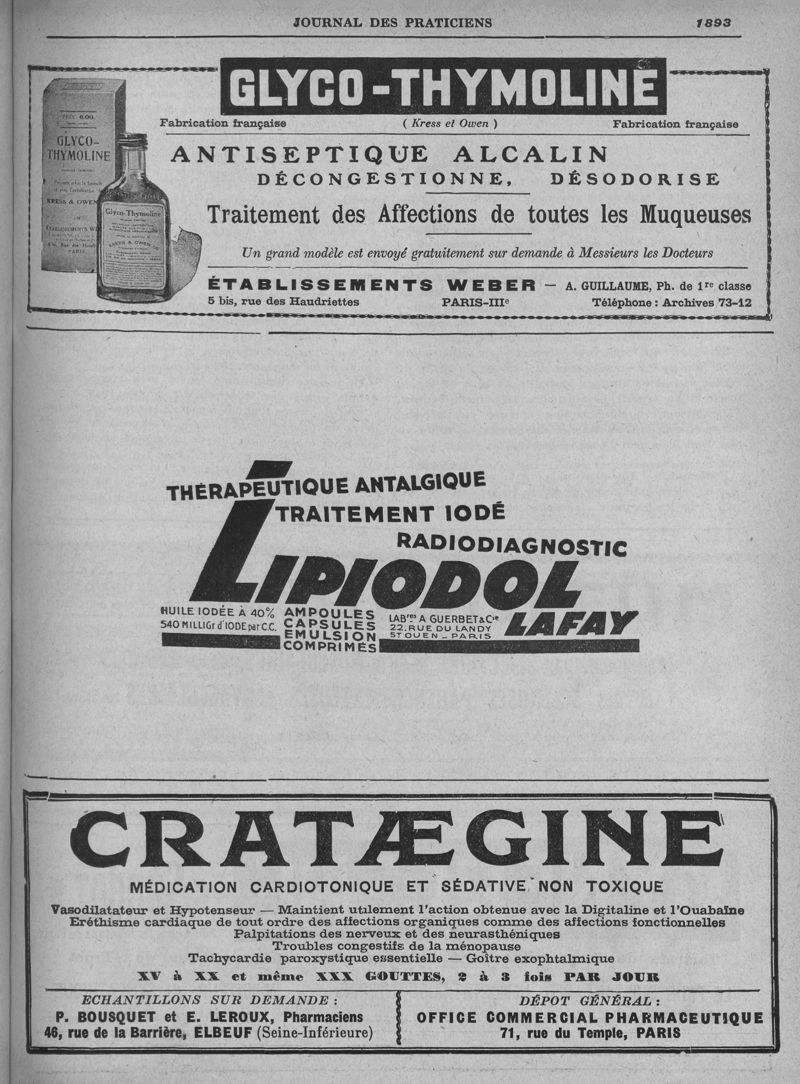 JOURNAL DES PRATICIENS 1893
GLYCO-THYMOLINE
Fabrication française ( Kress et Owen ) Fabrication française
GLYCO-
THYMOLINE
KRESS & OWEN
PARIS
Glyco-Thymoline
KRESS & OWEN CO
ANTISEPTIQUE ALCALIN
DÉCONGESTIONNE, DÉSODORISE
Traitement des Affections de toutes les Muqueuses
Un grand modèle est envoyé gratuitement sur demande à Messieurs les Docteurs
ÉTABLISSEMENTS WEBER — A. GUILLAUME, Ph. de 1re classe
5 bis, rue des Haudriettes PARIS-IIIe Téléphone : Archives 73-12
THÉRAPEUTIQUE ANTALGIQUE
TRAITEMENT IODÉ
RADIODIAGNOSTIC
LIPIODOL
LAFAY
HUILE IODÉE À 40%
540 MILLIGr d'IODE par C.C.
AMPOULES
CAPSULES
EMULSION
COMPRIMÉS
LABres A GUERBET & Cie
22, RUE DU LANDY
ST OUEN - PARIS
CRATÆGINE
MÉDICATION CARDIOTONIQUE ET SÉDATIVE NON TOXIQUE
Vasodilatateur et Hypotenseur — Maintient utilement l'action obtenue avec la Digitaline et l'Ouabaïne
Eréthisme cardiaque de tout ordre des affections organiques comme des affections fonctionnelles
Palpitations des nerveux et des neurasthéniques
Troubles congestifs de la ménopause
Tachycardie paroxystique essentielle — Goître exophtalmique
XV à XX et même XXX GOUTTES, 2 à 3 fois PAR JOUR
ECHANTILLONS SUR DEMANDE :
P. BOUSQUET et E. LEROUX, Pharmaciens
46, rue de la Barrière, ELBEUF (Seine-Inférieure)
DÉPOT GÉNÉRAL :
OFFICE COMMERCIAL PHARMACEUTIQUE
71, rue du Temple, PARIS